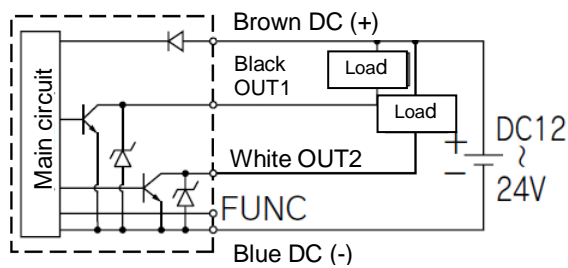 Brown DC (+)
Black
OUT1
Load
Load
Main circuit
+
DC12
~
−
24V
White OUT2
FUNC
Blue DC (-)